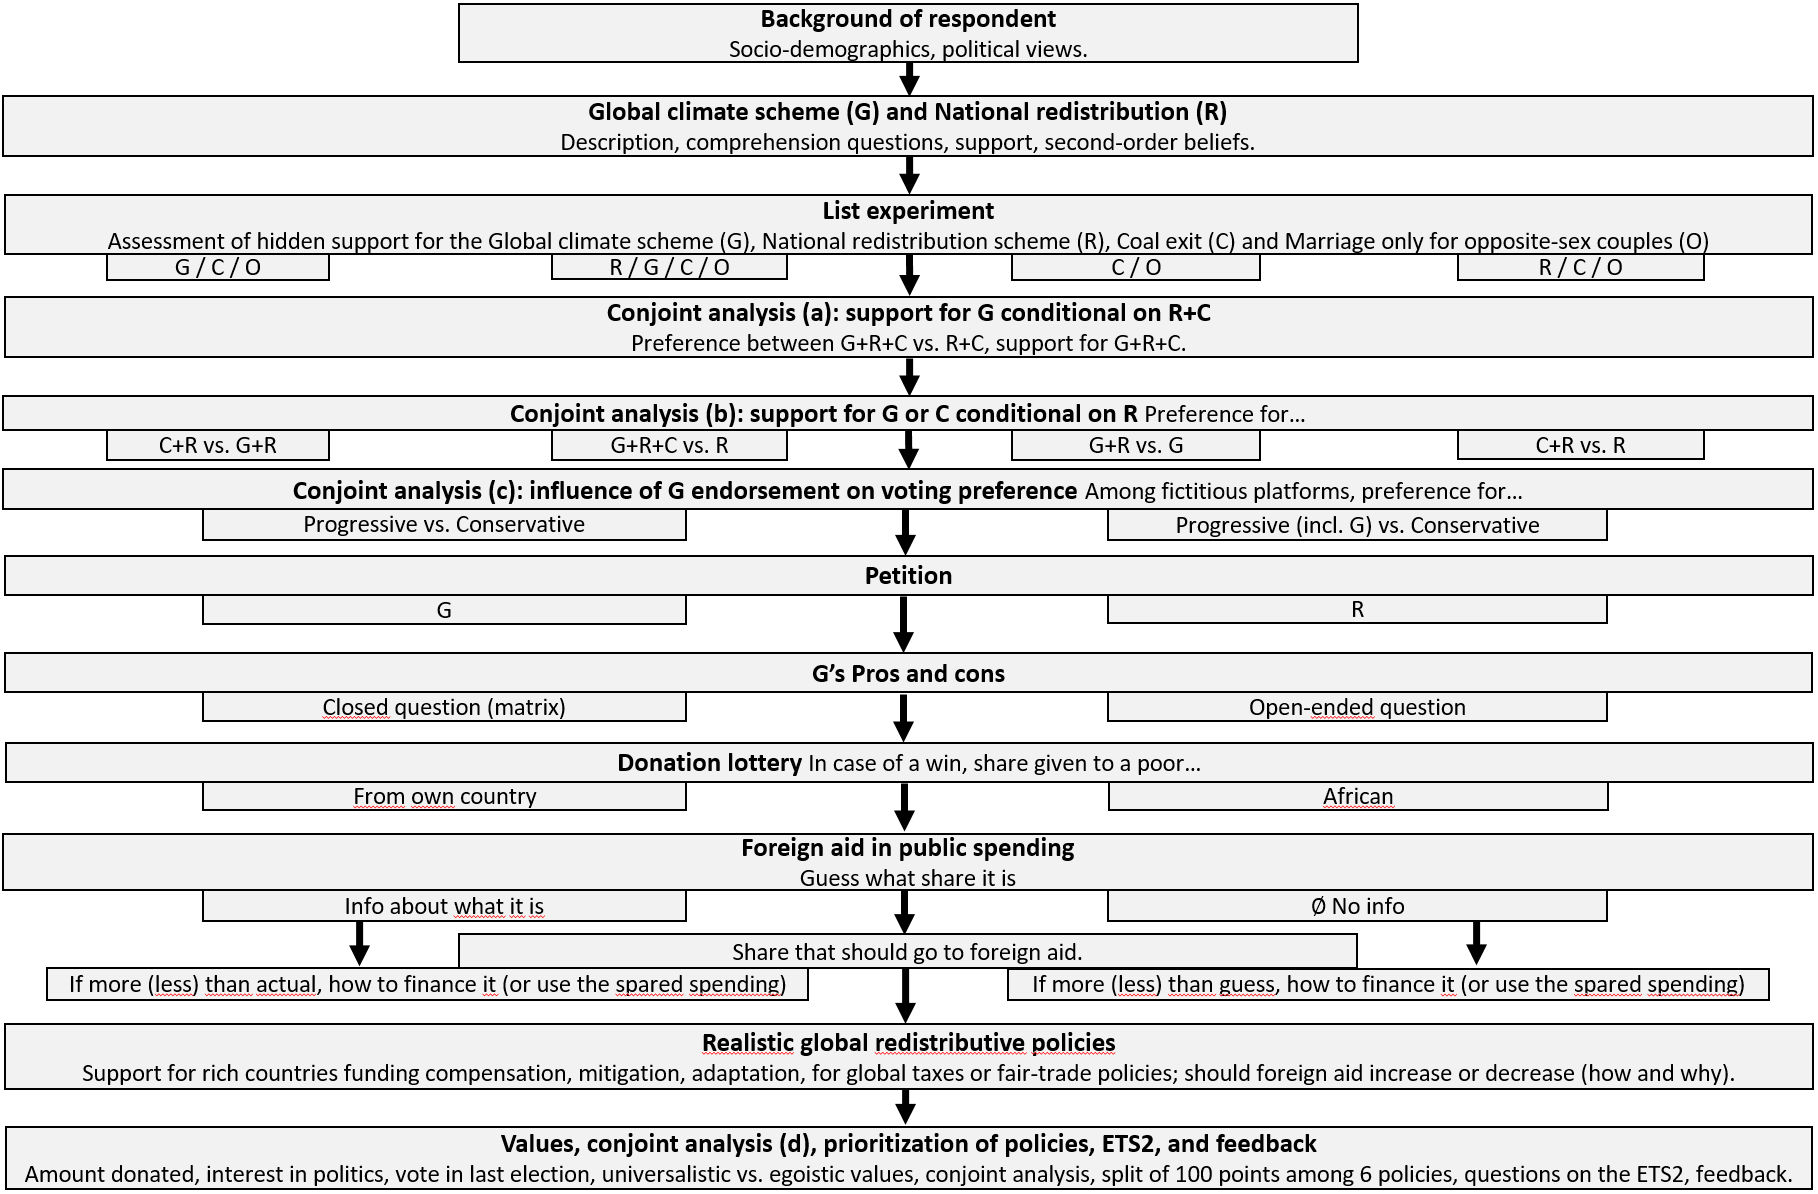 Background of respondent
Socio-demographics, political views.
Global climate scheme (G) and National redistribution (R)
Description, comprehension questions, support, second-order beliefs.
List experiment
Assessment of hidden support for the Global climate scheme (G), National redistribution scheme (R), Coal exit (C) and Marriage only for opposite-sex couples (O)
G / C / O
R / G / C / O
C / O
R / C / O
Conjoint analysis (a): support for G conditional on R+C
Preference between G+R+C vs. R+C, support for G+R+C.
Conjoint analysis (b): support for G or C conditional on R Preference for…
C+R vs. G+R
G+R+C vs. R
G+R vs. G
C+R vs. R
Conjoint analysis (c): influence of G endorsement on voting preference Among fictitious platforms, preference for…
Progressive vs. Conservative
Progressive (incl. G) vs. Conservative
Petition
G
R
G’s Pros and cons
Closed question (matrix)
Open-ended question
Donation lottery In case of a win, share given to a poor…
From own country
African
Foreign aid in public spending
Guess what share it is
Info about what it is
Ø No info
Share that should go to foreign aid.
If more (less) than actual, how to finance it (or use the spared spending)
If more (less) than guess, how to finance it (or use the spared spending)
Realistic global redistributive policies
Support for rich countries funding compensation, mitigation, adaptation, for global taxes or fair-trade policies; should foreign aid increase or decrease (how and why).
Values, conjoint analysis (d), prioritization of policies, ETS2, and feedback
Amount donated, interest in politics, vote in last election, universalistic vs. egoistic values, conjoint analysis, split of 100 points among 6 policies, questions on the ETS2, feedback.